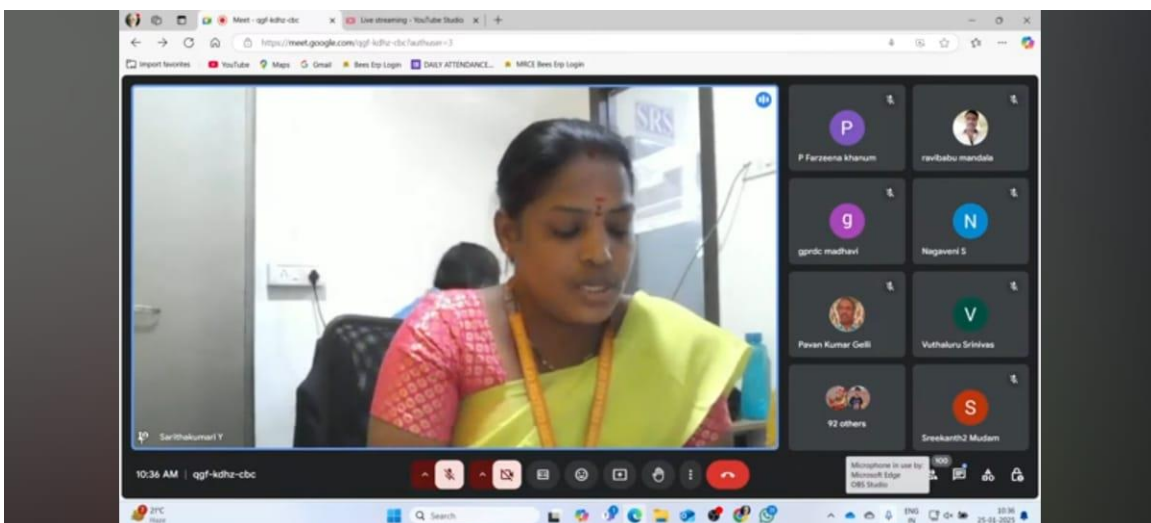 Meet - qgf-kdhz-cbc
Live streaming - YouTube Studio
https://meet.google.com/qgf-kdhz-cbc?authuser=3
Import favorites YouTube Maps Gmail Bees Erp Login DAILY ATTENDANCE... MRCE Bees Erp Login
SRS
P
P Farzeena khanum
ravibabu mandala
g
gprdc madhavi
N
Nagaveni S
Pavan Kumar Gelli
V
Vuthaluru Srinivas
92 others
S
Sreekanth2 Mudam
Sarithakumari Y
10:36 AM | qgf-kdhz-cbc
Microphone in use by:
Microsoft Edge
OBS Studio
100
21°C
Haze
Search
ENG
IN
10:36
25-01-2025